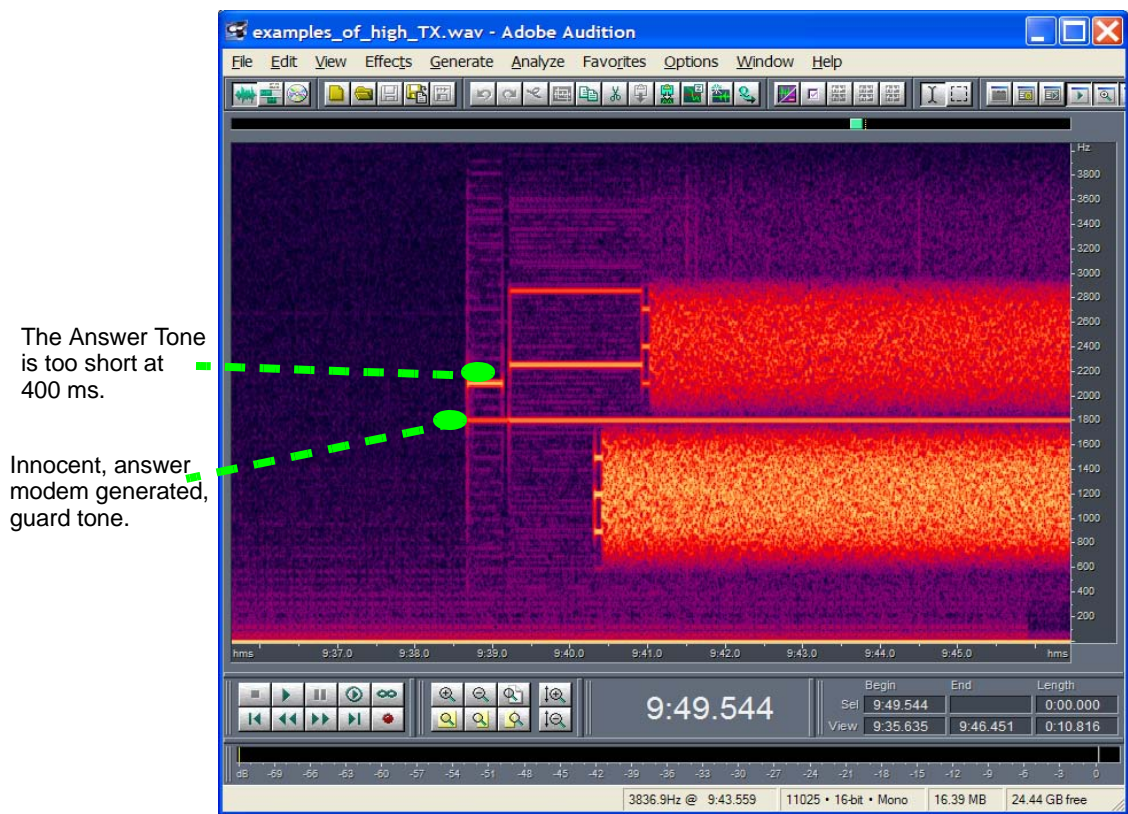 examples_of_high_TX.wav - Adobe Audition
File Edit View Effects Generate Analyze Favorites Options Window Help
Hz
3800
3600
3400
3200
3000
2800
2600
2400
2200
2000
1800
1600
1400
1200
1000
800
600
400
200
The Answer Tone
is too short at
400 ms.
Innocent, answer
modem generated,
guard tone.
hms 9:37.0 9:38.0 9:39.0 9:40.0 9:41.0 9:42.0 9:43.0 9:44.0 9:45.0 hms
9:49.544
Begin End Length
Sel 9:49.544 0:00.000
View 9:35.635 9:46.451 0:10.816
dB -69 -66 -63 -60 -57 -54 -51 -48 -45 -42 -39 -36 -33 -30 -27 -24 -21 -18 -15 -12 -9 -6 -3 0
3836.9Hz @ 9:43.559 11025 • 16-bit • Mono 16.39 MB 24.44 GB free